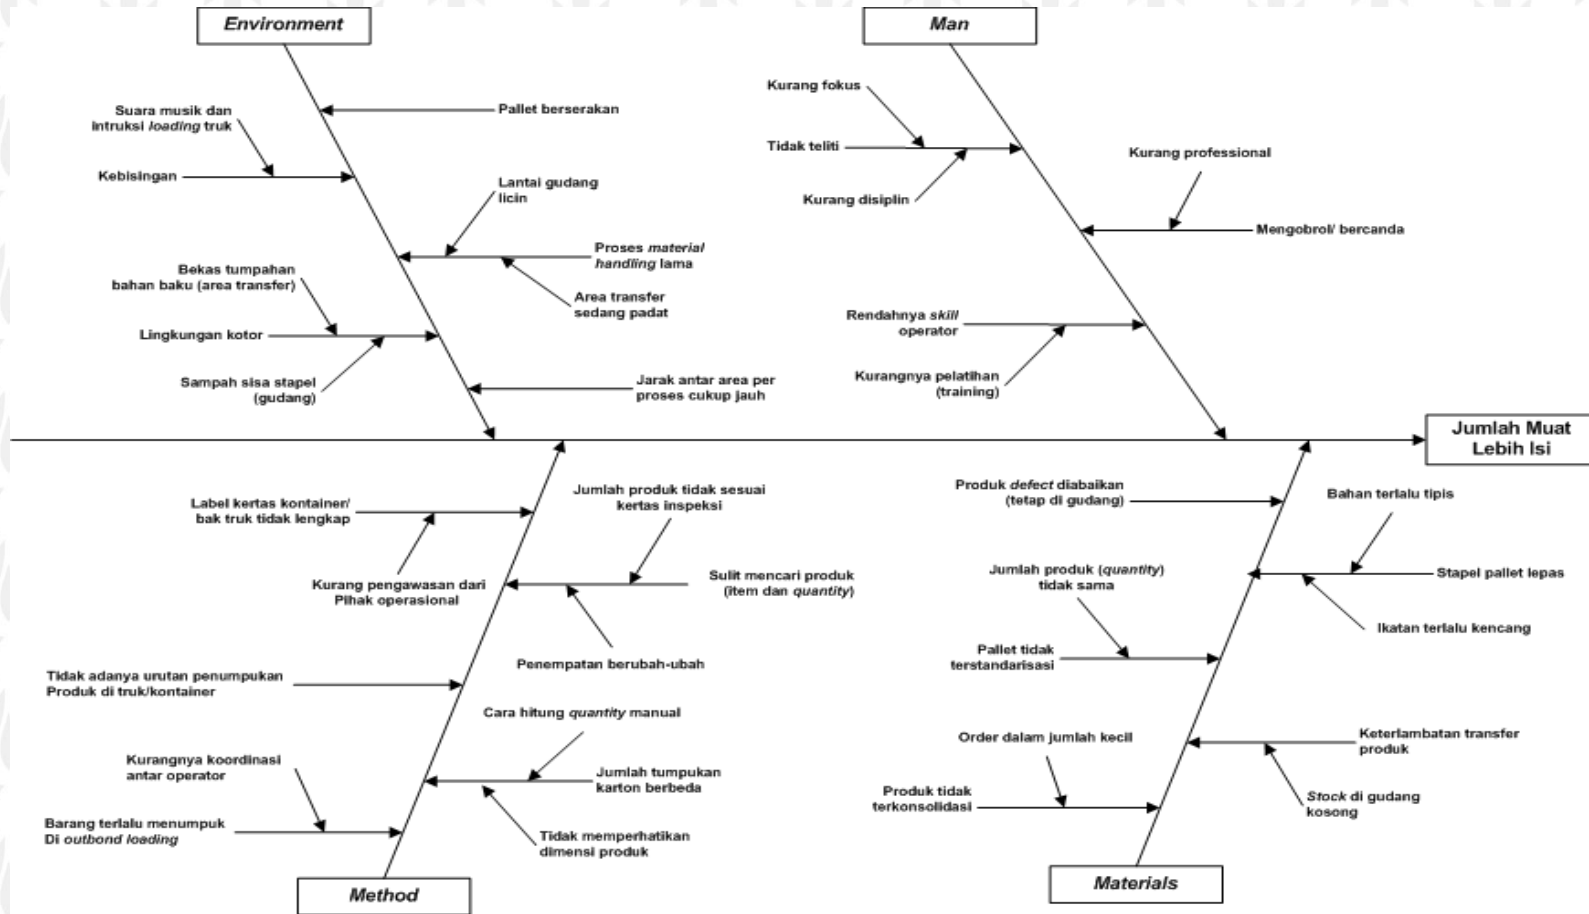 Environment
Man
Suara musik dan
intruksi loading truk
Pallet berserakan
Kebisingan
Lantai gudang
licin
Proses material
handling lama
Bekas tumpahan
bahan baku (area transfer)
Area transfer
sedang padat
Lingkungan kotor
Sampah sisa stapel
(gudang)
Jarak antar area per
proses cukup jauh
Kurang fokus
Tidak teliti
Kurang disiplin
Kurang professional
Mengobrol/ bercanda
Rendahnya skill
operator
Kurangnya pelatihan
(training)
Jumlah Muat
Lebih Isi
Label kertas kontainer/
bak truk tidak lengkap
Jumlah produk tidak sesuai
kertas inspeksi
Kurang pengawasan dari
Pihak operasional
Sulit mencari produk
(item dan quantity)
Penempatan berubah-ubah
Tidak adanya urutan penumpukan
Produk di truk/kontainer
Cara hitung quantity manual
Kurangnya koordinasi
antar operator
Jumlah tumpukan
karton berbeda
Barang terlalu menumpuk
Di outbond loading
Tidak memperhatikan
dimensi produk
Produk defect diabaikan
(tetap di gudang)
Bahan terlalu tipis
Jumlah produk (quantity)
tidak sama
Stapel pallet lepas
Ikatan terlalu kencang
Pallet tidak
terstandarisasi
Order dalam jumlah kecil
Keterlambatan transfer
produk
Produk tidak
terkonsolidasi
Stock di gudang
kosong
Method
Materials